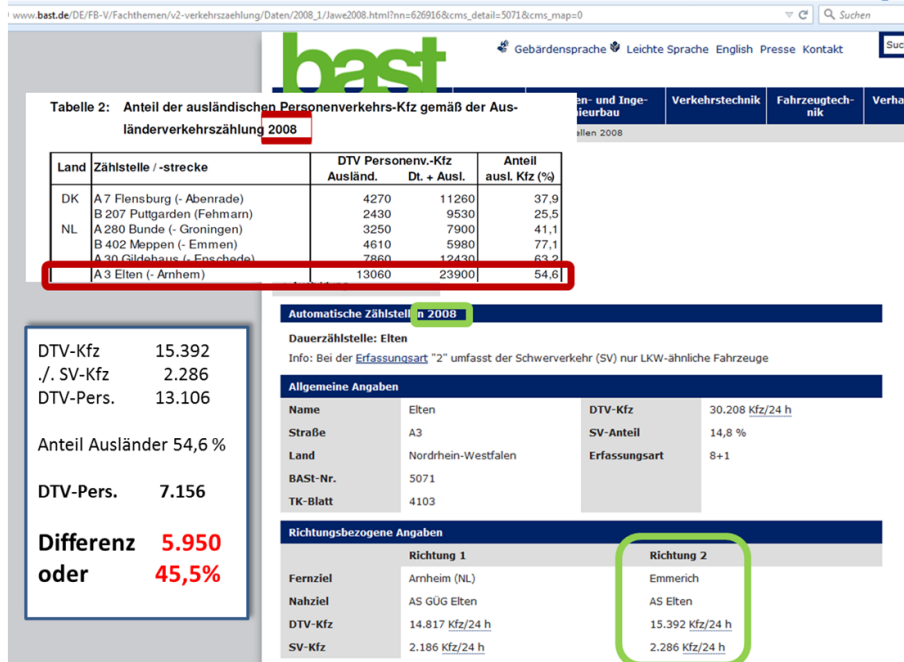 www.bast.de/DE/FB-V/Fachthemen/v2-verkehrszaehlung/Daten/2008_1/Jawe2008.html?nn=626916&cms_detail=5071&cms_map=0
Suchen
bast
Gebärdensprache Leichte Sprache English Presse Kontakt
Suc
en- und Inge-
nieurbau
Verkehrstechnik
Fahrzeugtech-
nik
Verha
ellen 2008
Tabelle 2: Anteil der ausländischen Personenverkehrs-Kfz gemäß der Aus-
länderverkehrszählung 2008
Land Zählstelle / -strecke DTV Personenv.-Kfz Anteil
Ausländ. Dt. + Ausl. ausl. Kfz (%)
DK A 7 Flensburg (- Abenrade) 4270 11260 37,9
B 207 Puttgarden (Fehmarn) 2430 9530 25,5
NL A 280 Bunde (- Groningen) 3250 7900 41,1
B 402 Meppen (- Emmen) 4610 5980 77,1
A 30 Gildehaus (- Enschede) 7860 12430 63,2
A 3 Elten (- Arnhem) 13060 23900 54,6
DTV-Kfz 15.392
./. SV-Kfz 2.286
DTV-Pers. 13.106
Anteil Ausländer 54,6 %
DTV-Pers. 7.156
Differenz 5.950
oder 45,5%
Automatische Zählstellen 2008
Dauerzählstelle: Elten
Info: Bei der Erfassungsart "2" umfasst der Schwerverkehr (SV) nur LKW-ähnliche Fahrzeuge
Allgemeine Angaben
Name Elten DTV-Kfz 30.208 Kfz/24 h
Straße A3 SV-Anteil 14,8 %
Land Nordrhein-Westfalen Erfassungsart 8+1
BASt-Nr. 5071
TK-Blatt 4103
Richtungsbezogene Angaben
Richtung 1 Richtung 2
Fernziel Arnheim (NL) Emmerich
Nahziel AS GÜG Elten AS Elten
DTV-Kfz 14.817 Kfz/24 h 15.392 Kfz/24 h
SV-Kfz 2.186 Kfz/24 h 2.286 Kfz/24 h